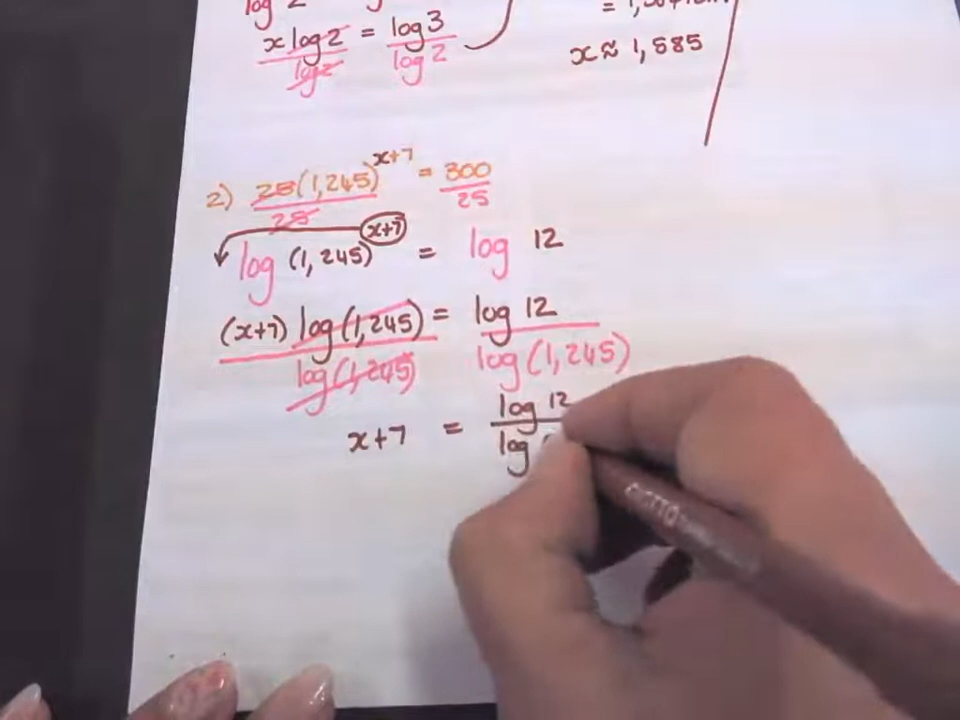 log 2
x log 2 / log 2 = log 3 / log 2
x ≈ 1,585
2) 25(1,245)^(x+7) / 25 = 300 / 25
log (1,245)^(x+7) = log 12
(x+7) log (1,245) / log (1,245) = log 12 / log (1,245)
x+7 = log 12 / log (